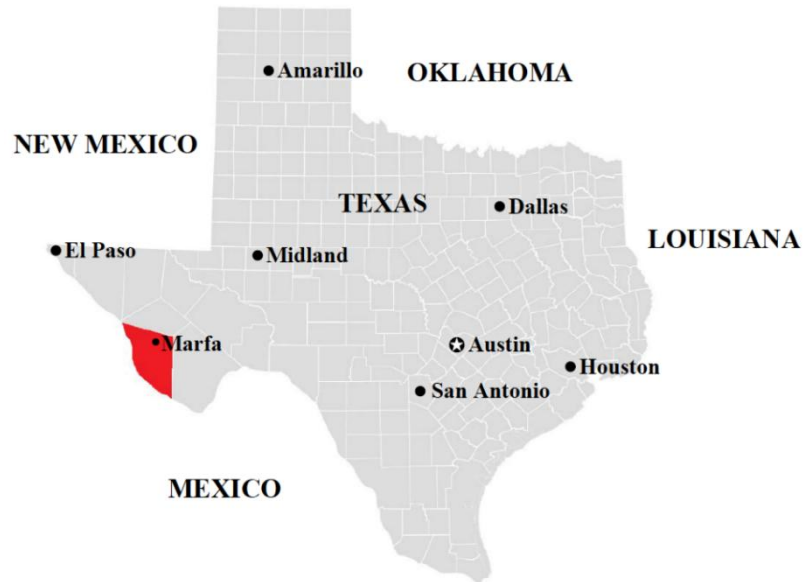 Amarillo
OKLAHOMA
NEW MEXICO
TEXAS
Dallas
LOUISIANA
El Paso
Midland
Marfa
Austin
Houston
San Antonio
MEXICO